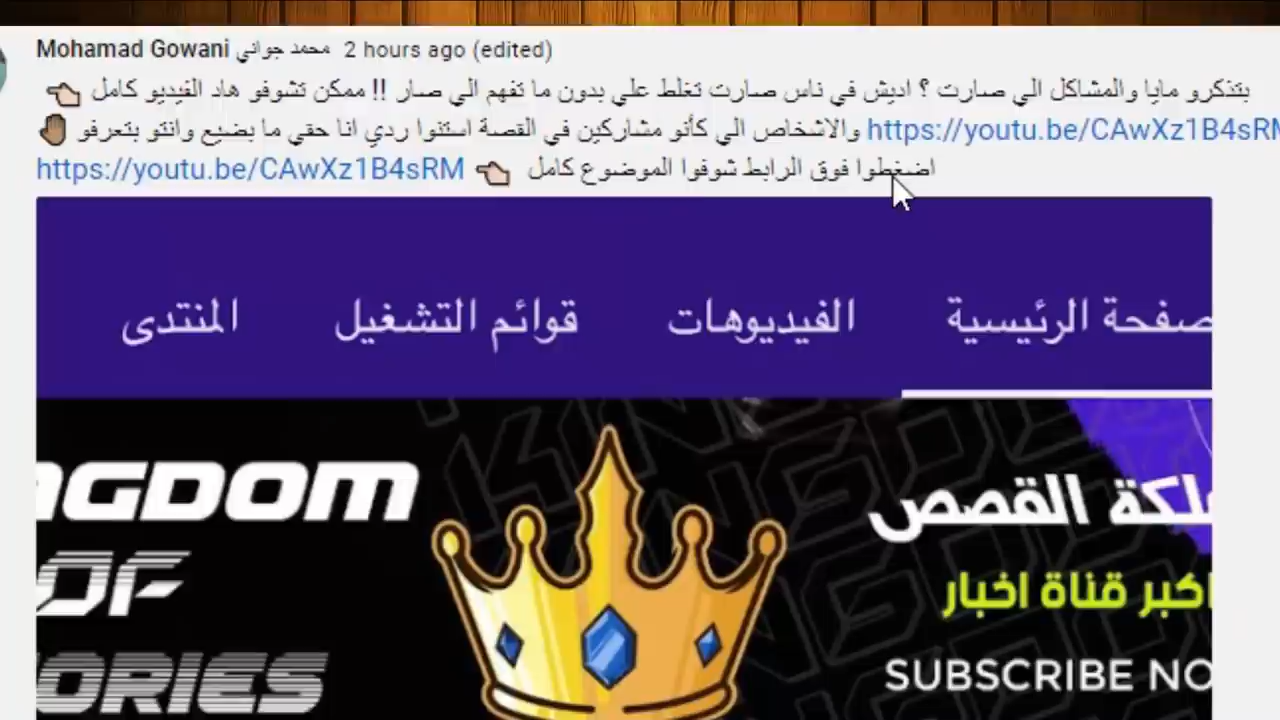 Mohamad Gowani محمد جواني 2 hours ago (edited)
بتذكرو مايا والمشاكل الي صارت ؟ اديش في ناس صارت تغلط علي بدون ما تفهم الي صار !! ممكن تشوفو هاد الفيديو كامل 👈🏻
https://youtu.be/CAwXz1B4sRM والاشخاص الي كأنو مشاركين في القصة استنوا ردي انا حقي ما بضيع وانتو بتعرفو 🤚🏽
اضغطوا فوق الرابط شوفوا الموضوع كامل 👈🏻 https://youtu.be/CAwXz1B4sRM
صفحة الرئيسية الفيديوهات قوائم التشغيل المنتدى
NGDOM
OF
ORIES
لكة القصص
اكبر قناة اخبار
SUBSCRIBE NO